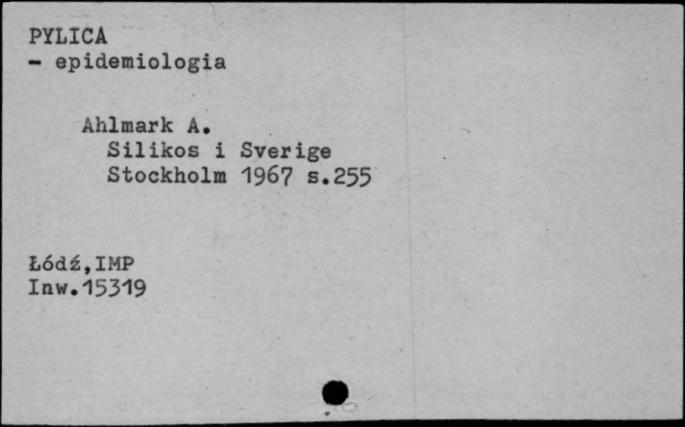 PYLICA
- epidemiologia
Ahlmark A.
Silikos i Sverige
Stockholm 1967 s.255
Łódź,IMP
Inw.15319